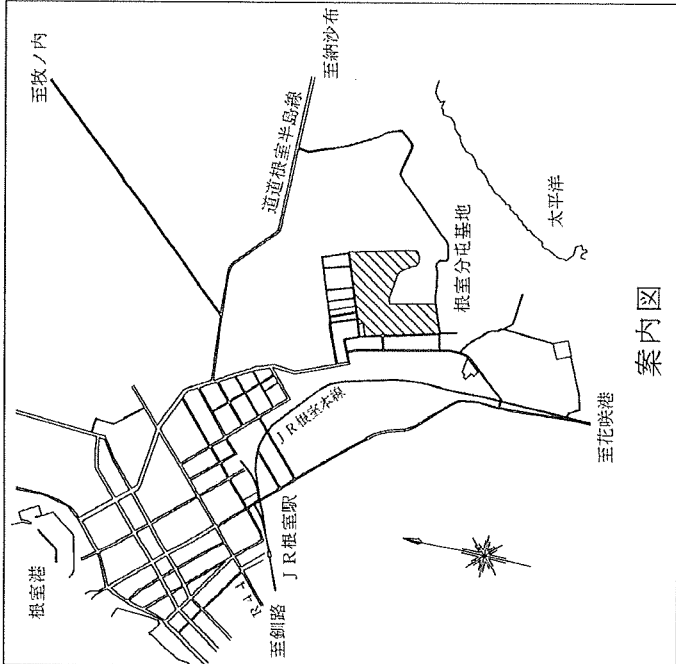 至牧ノ内
至納沙布
道道根室半島線
根室港
根室分屯基地
太平洋
JR根室本線
JR根室駅
R44
至釧路
至花咲港
案内図